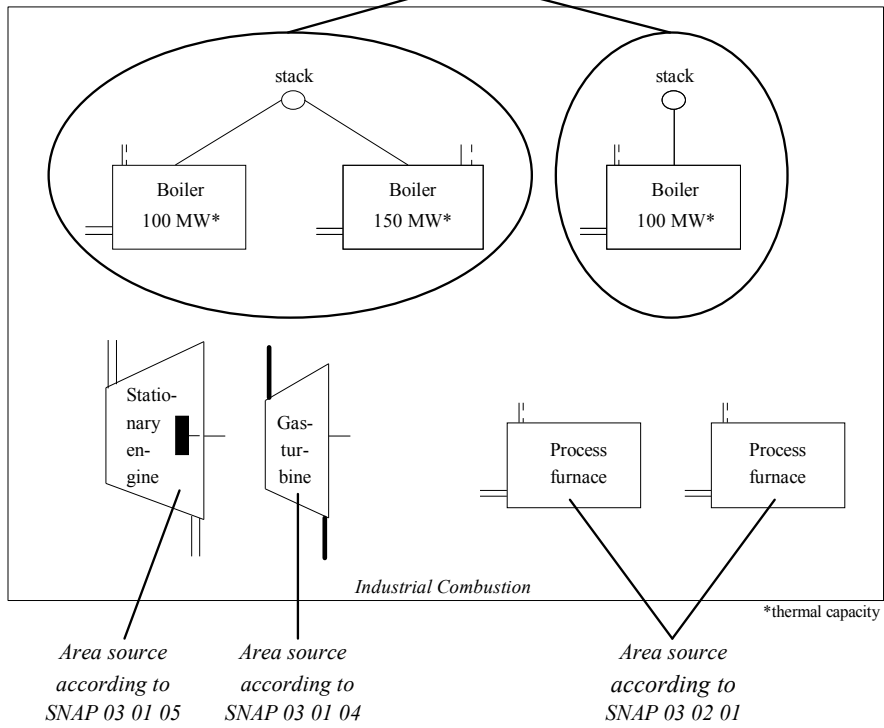 stack
stack
Boiler
100 MW*
Boiler
150 MW*
Boiler
100 MW*
Statio-
nary
en-
gine
Gas-
tur-
bine
Process
furnace
Process
furnace
Industrial Combustion
*thermal capacity
Area source
according to
SNAP 03 01 05
Area source
according to
SNAP 03 01 04
Area source
according to
SNAP 03 02 01